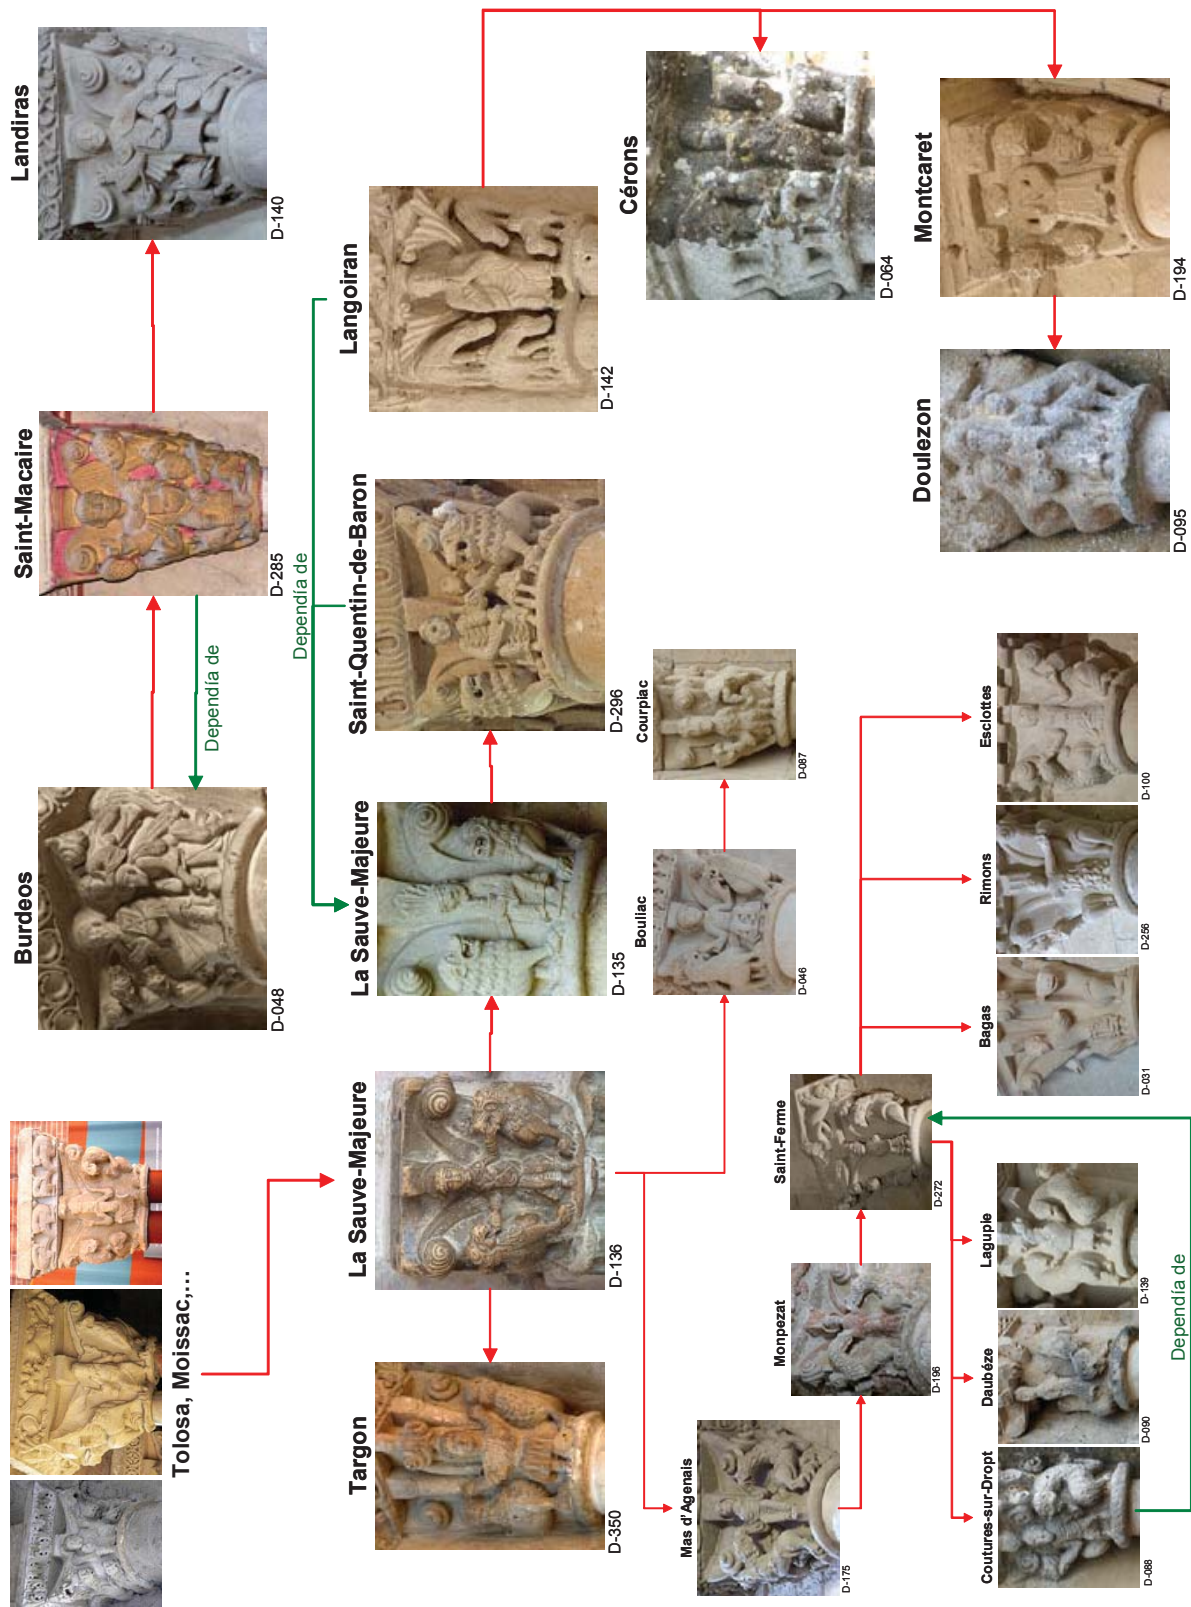 Tolosa, Moissac,...
Burdeos
D-048
Saint-Macaire
D-285
Landiras
D-140
Dependía de
Dependía de
Targon
D-350
La Sauve-Majeure
D-136
La Sauve-Majeure
D-135
Saint-Quentin-de-Baron
D-296
Langoiran
D-142
Mas d'Agenais
D-175
Monpezat
D-196
Saint-Ferme
D-272
Bouliac
D-046
Courpiac
D-087
Cérons
D-064
Coutures-sur-Dropt
D-088
Daubéze
D-090
Lagupie
D-139
Bagas
D-031
Rimons
D-256
Esclottes
D-100
Doulezon
D-095
Montcaret
D-194
Dependía de